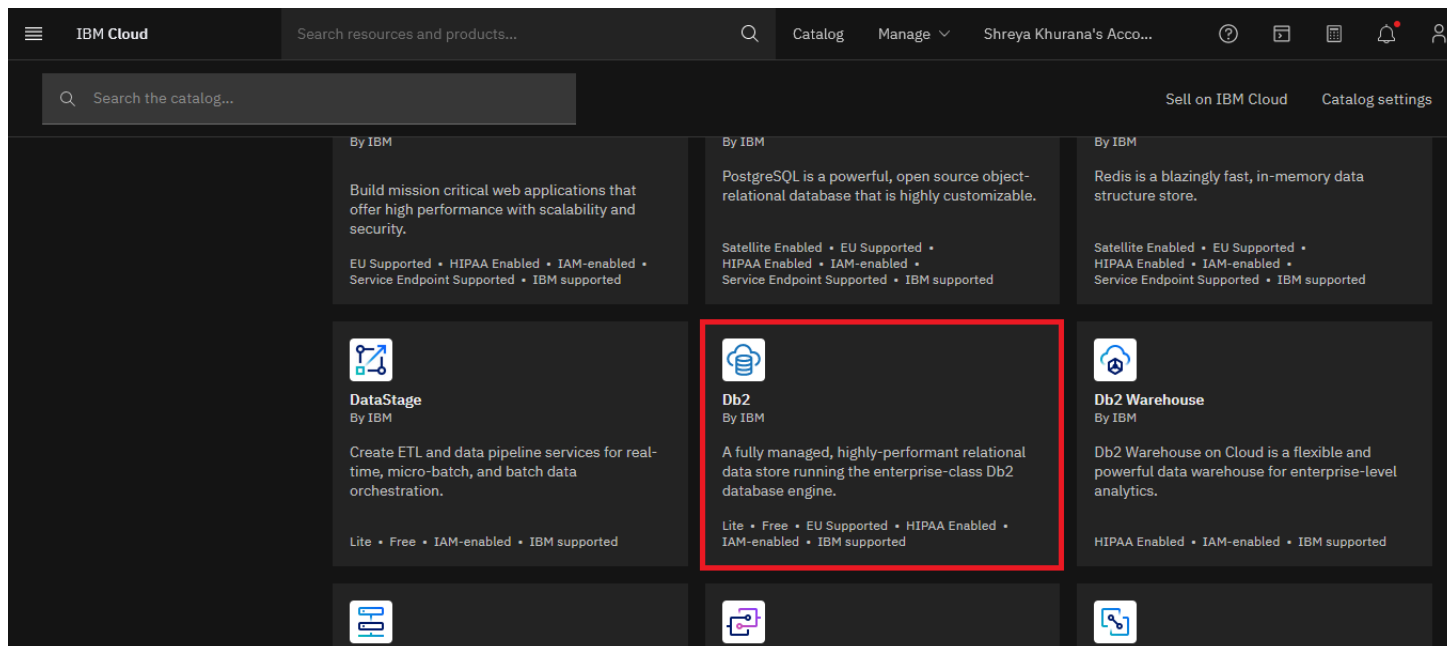 IBM Cloud
Search resources and products...
Catalog
Manage
Shreya Khurana's Acco...
Search the catalog...
Sell on IBM Cloud
Catalog settings
By IBM
Build mission critical web applications that
offer high performance with scalability and
security.
EU Supported • HIPAA Enabled • IAM-enabled •
Service Endpoint Supported • IBM supported
By IBM
PostgreSQL is a powerful, open source object-
relational database that is highly customizable.
Satellite Enabled • EU Supported •
HIPAA Enabled • IAM-enabled •
Service Endpoint Supported • IBM supported
By IBM
Redis is a blazingly fast, in-memory data
structure store.
Satellite Enabled • EU Supported •
HIPAA Enabled • IAM-enabled •
Service Endpoint Supported • IBM supported
DataStage
By IBM
Create ETL and data pipeline services for real-
time, micro-batch, and batch data
orchestration.
Lite • Free • IAM-enabled • IBM supported
Db2
By IBM
A fully managed, highly-performant relational
data store running the enterprise-class Db2
database engine.
Lite • Free • EU Supported • HIPAA Enabled •
IAM-enabled • IBM supported
Db2 Warehouse
By IBM
Db2 Warehouse on Cloud is a flexible and
powerful data warehouse for enterprise-level
analytics.
HIPAA Enabled • IAM-enabled • IBM supported